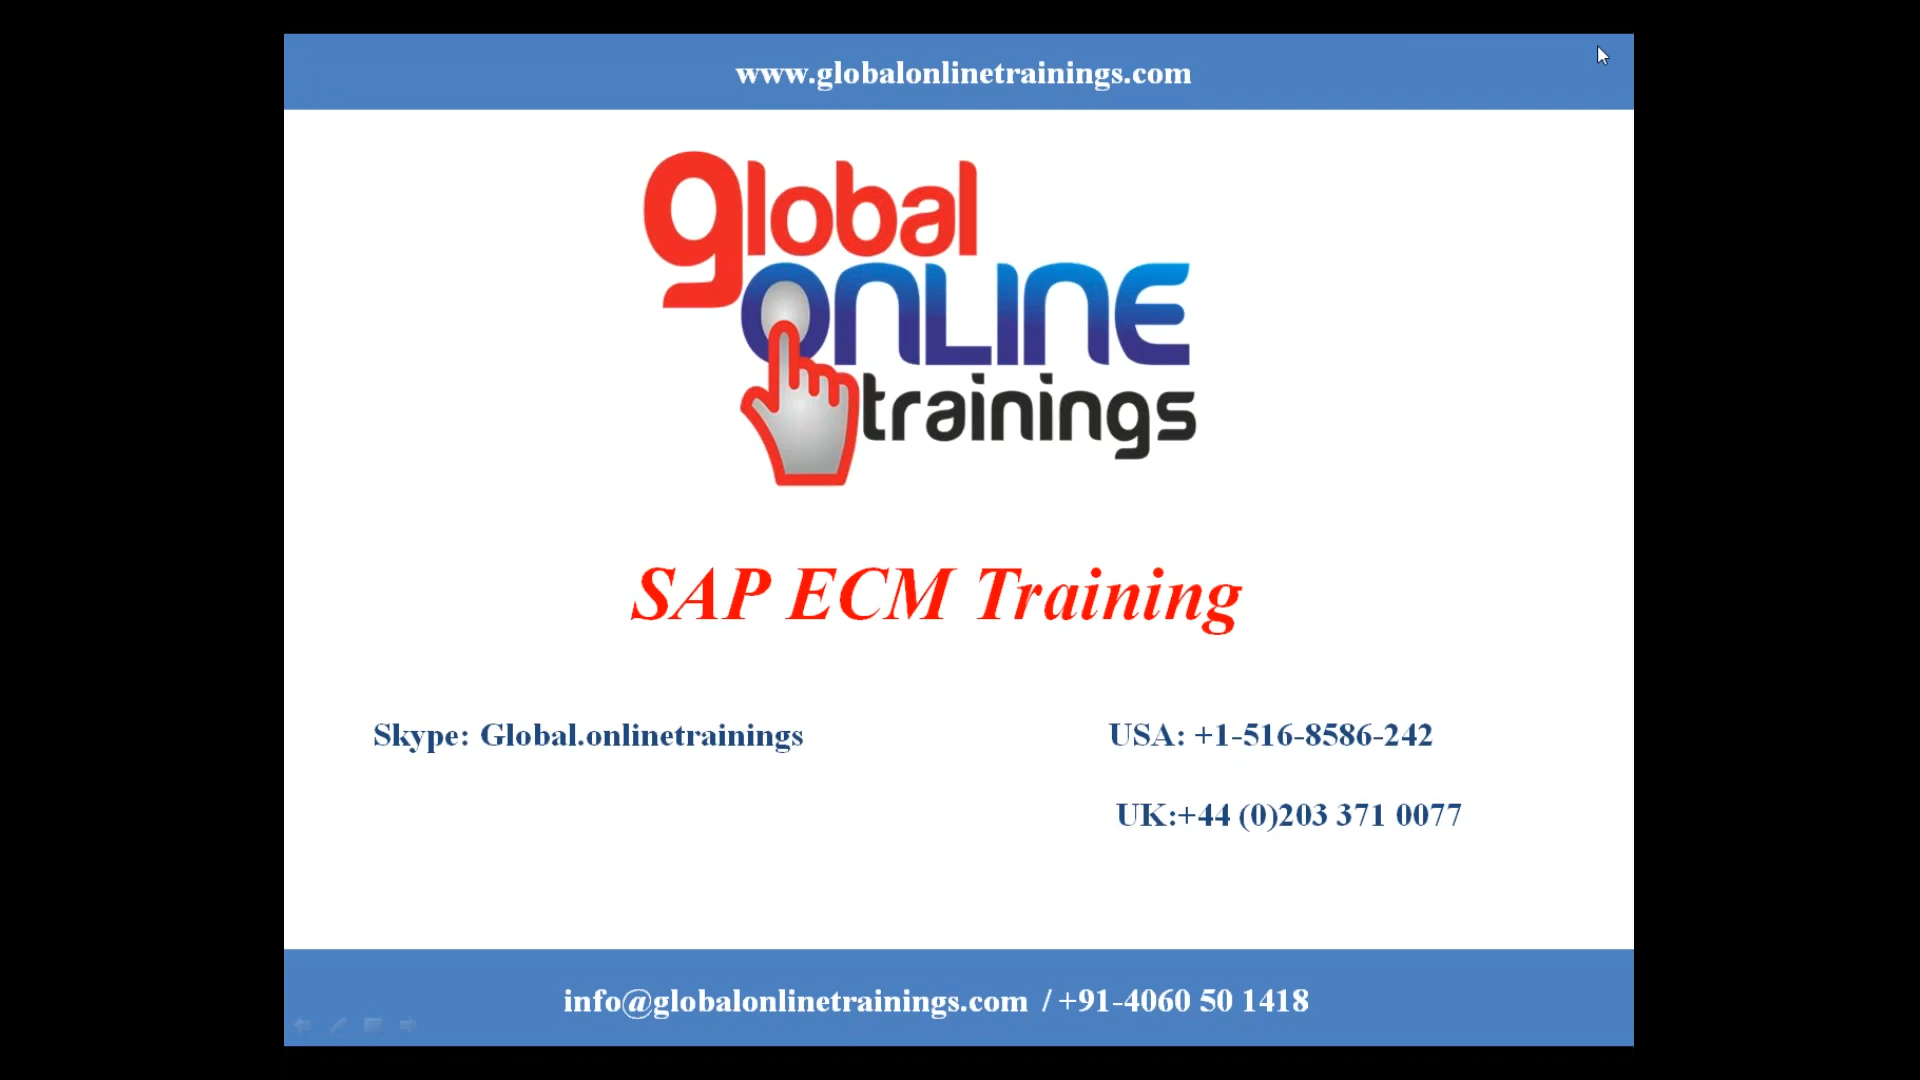 www.globalonlinetrainings.com
global
ONLINE
trainings
SAP ECM Training
Skype: Global.onlinetrainings
USA: +1-516-8586-242
UK:+44 (0)203 371 0077
info@globalonlinetrainings.com / +91-4060 50 1418